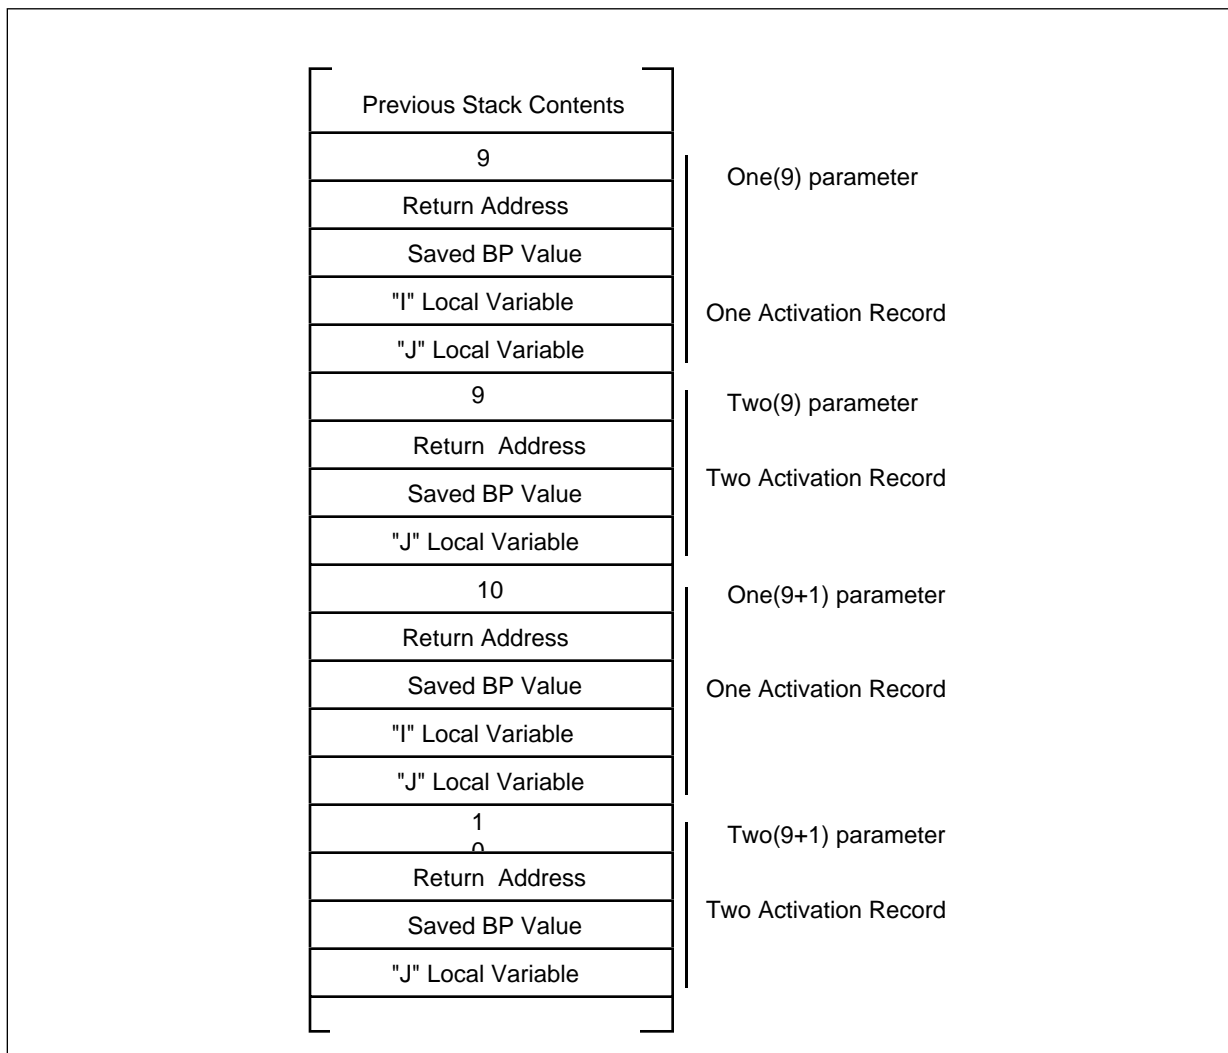 Previous Stack Contents
9
One(9) parameter
Return Address
Saved BP Value
"I" Local Variable
One Activation Record
"J" Local Variable
9
Two(9) parameter
Return Address
Two Activation Record
Saved BP Value
"J" Local Variable
10
One(9+1) parameter
Return Address
Saved BP Value
One Activation Record
"I" Local Variable
"J" Local Variable
1
0
Two(9+1) parameter
Return Address
Two Activation Record
Saved BP Value
"J" Local Variable